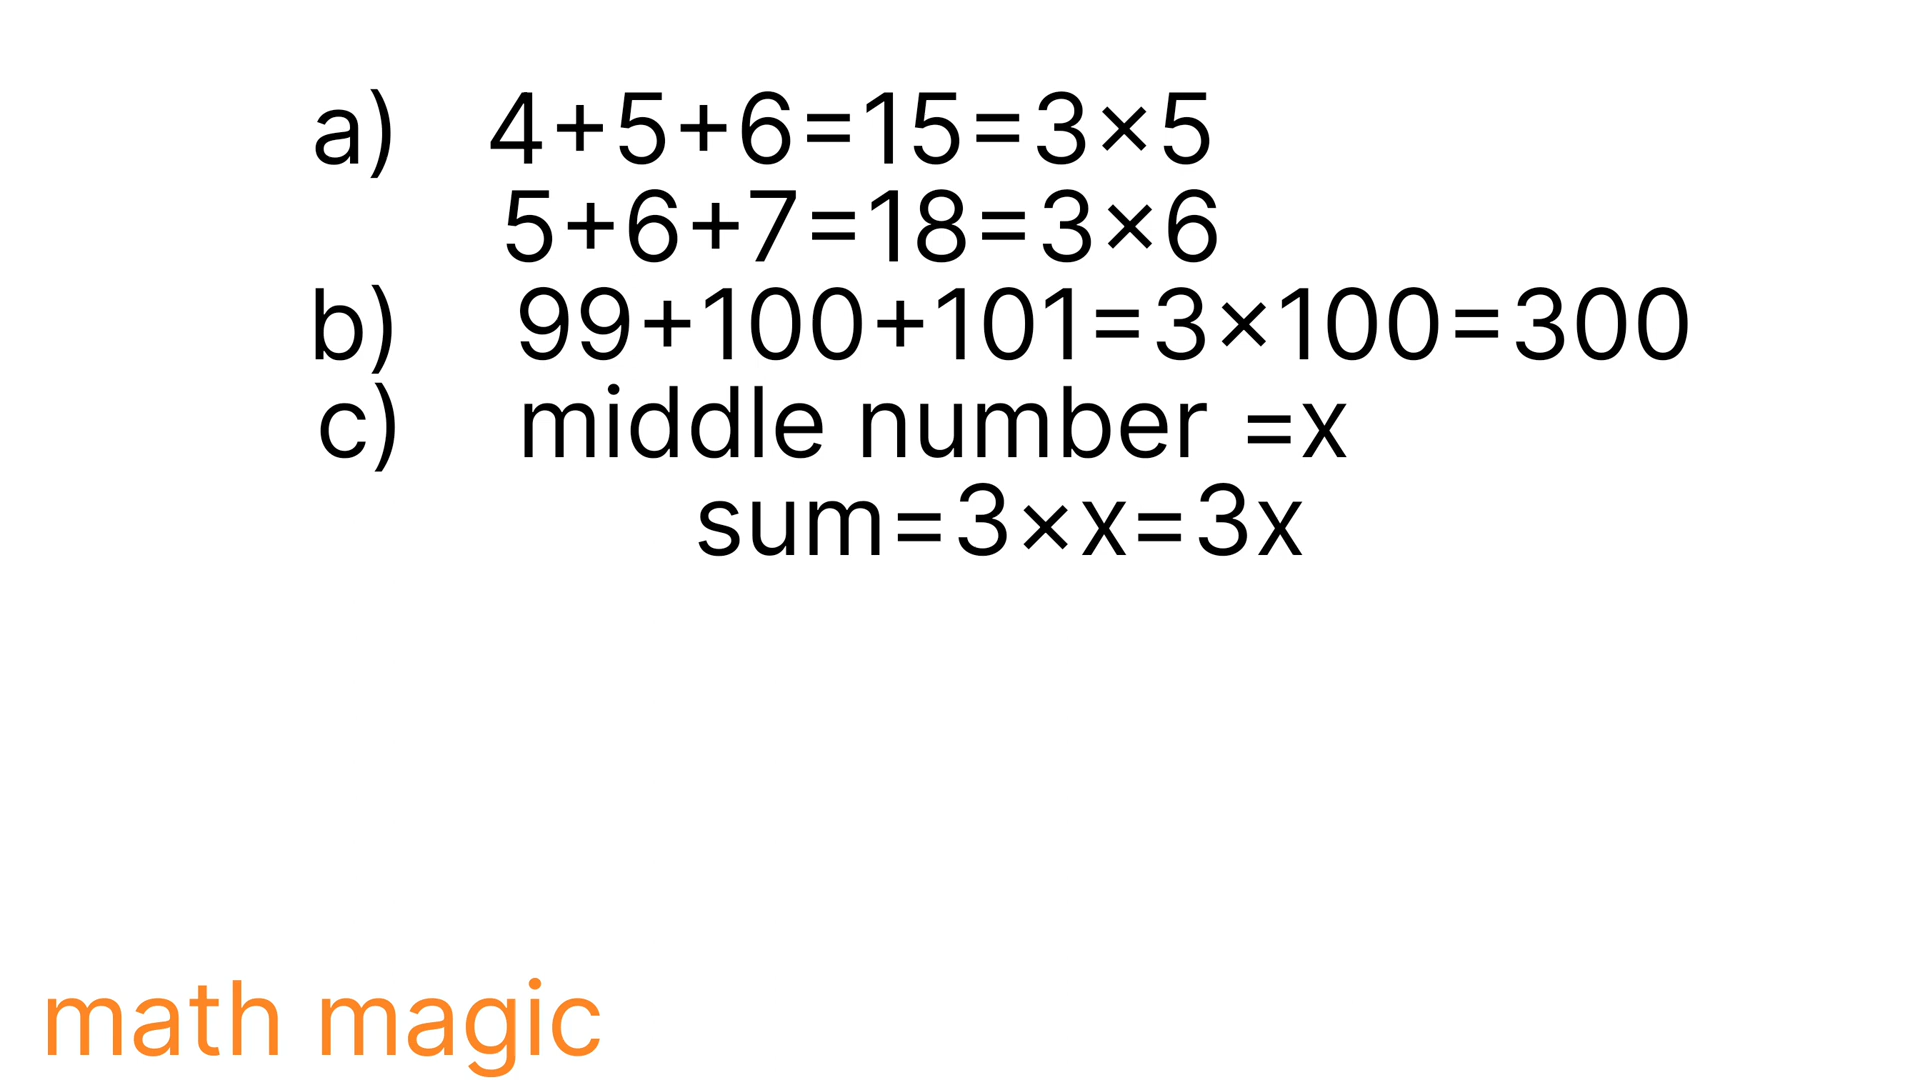 a) 4+5+6=15=3×5
5+6+7=18=3×6
b) 99+100+101=3×100=300
c) middle number =x
sum=3×x=3x
math magic